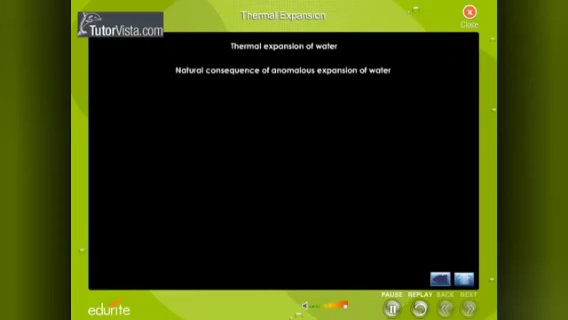 Thermal Expansion
TutorVista.com
x
Close
Thermal expansion of water
Natural consequence of anomalous expansion of water
PAUSE REPLAY BACK NEXT
edurite